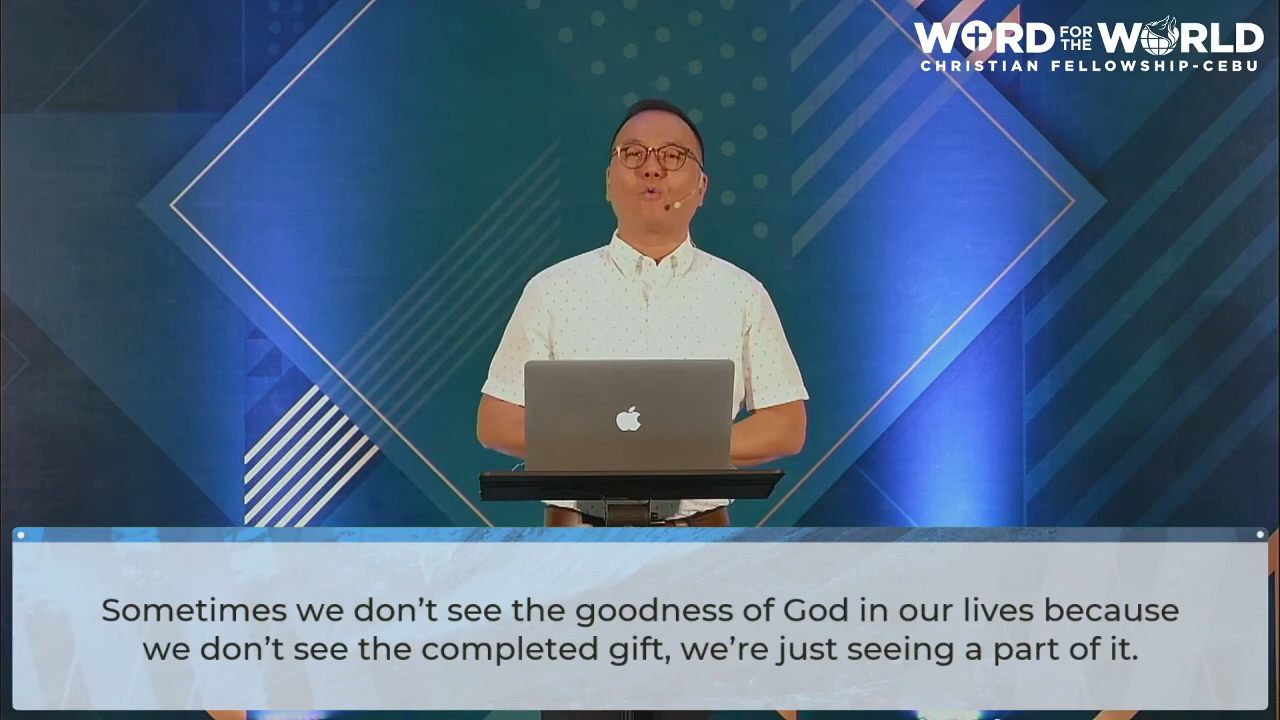 WORD FOR THE WORLD
CHRISTIAN FELLOWSHIP-CEBU
Sometimes we don’t see the goodness of God in our lives because
we don’t see the completed gift, we’re just seeing a part of it.